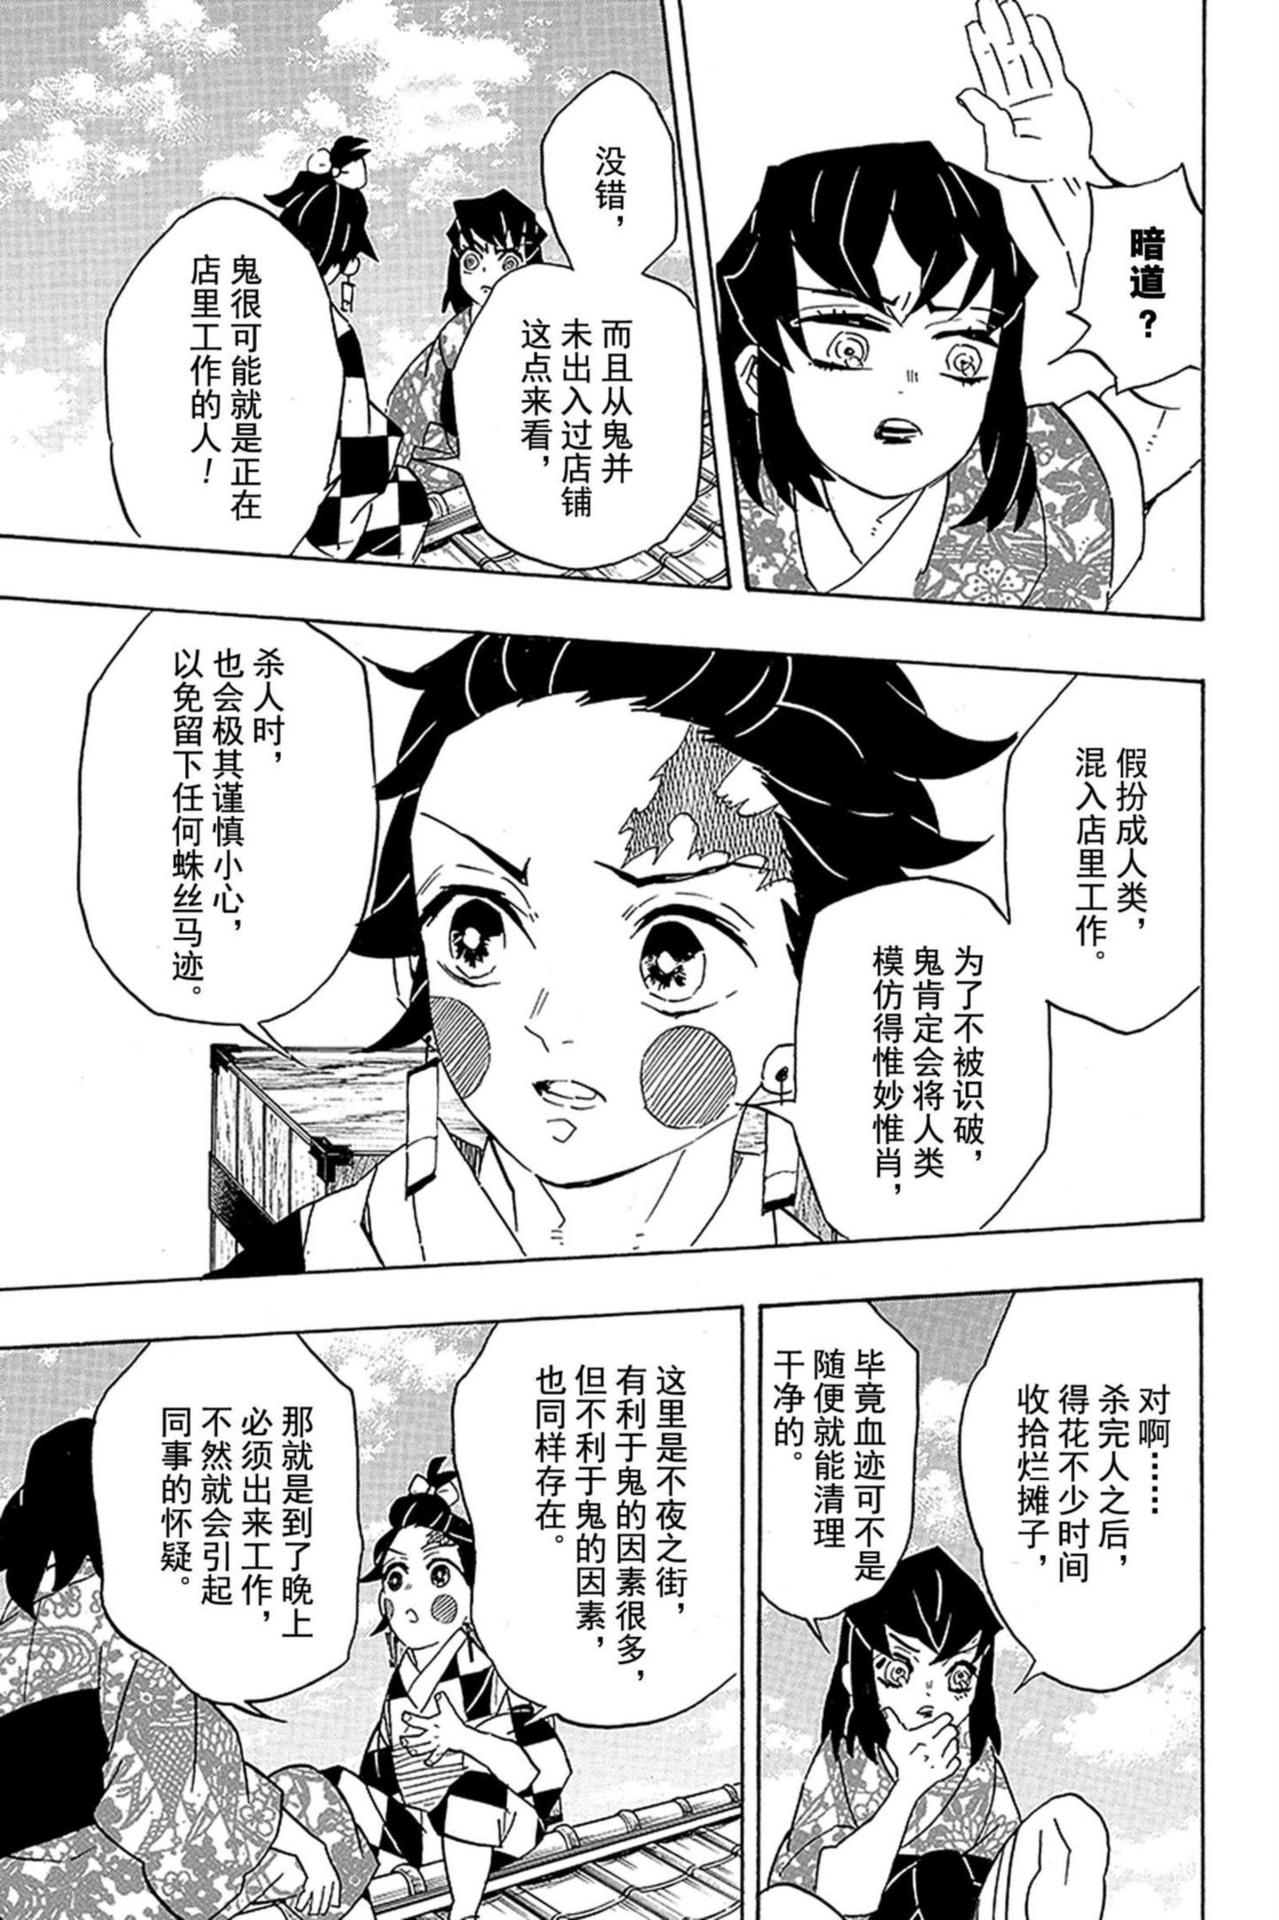 暗道？
没错，
而且从鬼并
未出入过店铺
这点来看，
鬼很可能就是正在
店里工作的人！
假扮成人类，
混入店里工作。
为了不被识破，
鬼肯定会将人类
模仿得惟妙惟肖，
杀人时，
也会极其谨慎小心，
以免留下任何蛛丝马迹。
对啊……
杀完人之后，
得花不少时间
收拾烂摊子，
毕竟血迹可不是
随便就能清理
干净的。
这里是不夜之街，
有利于鬼的因素很多，
但不利于鬼的因素，
也同样存在。
那就是到了晚上
必须出来工作，
不然就会引起
同事的怀疑。